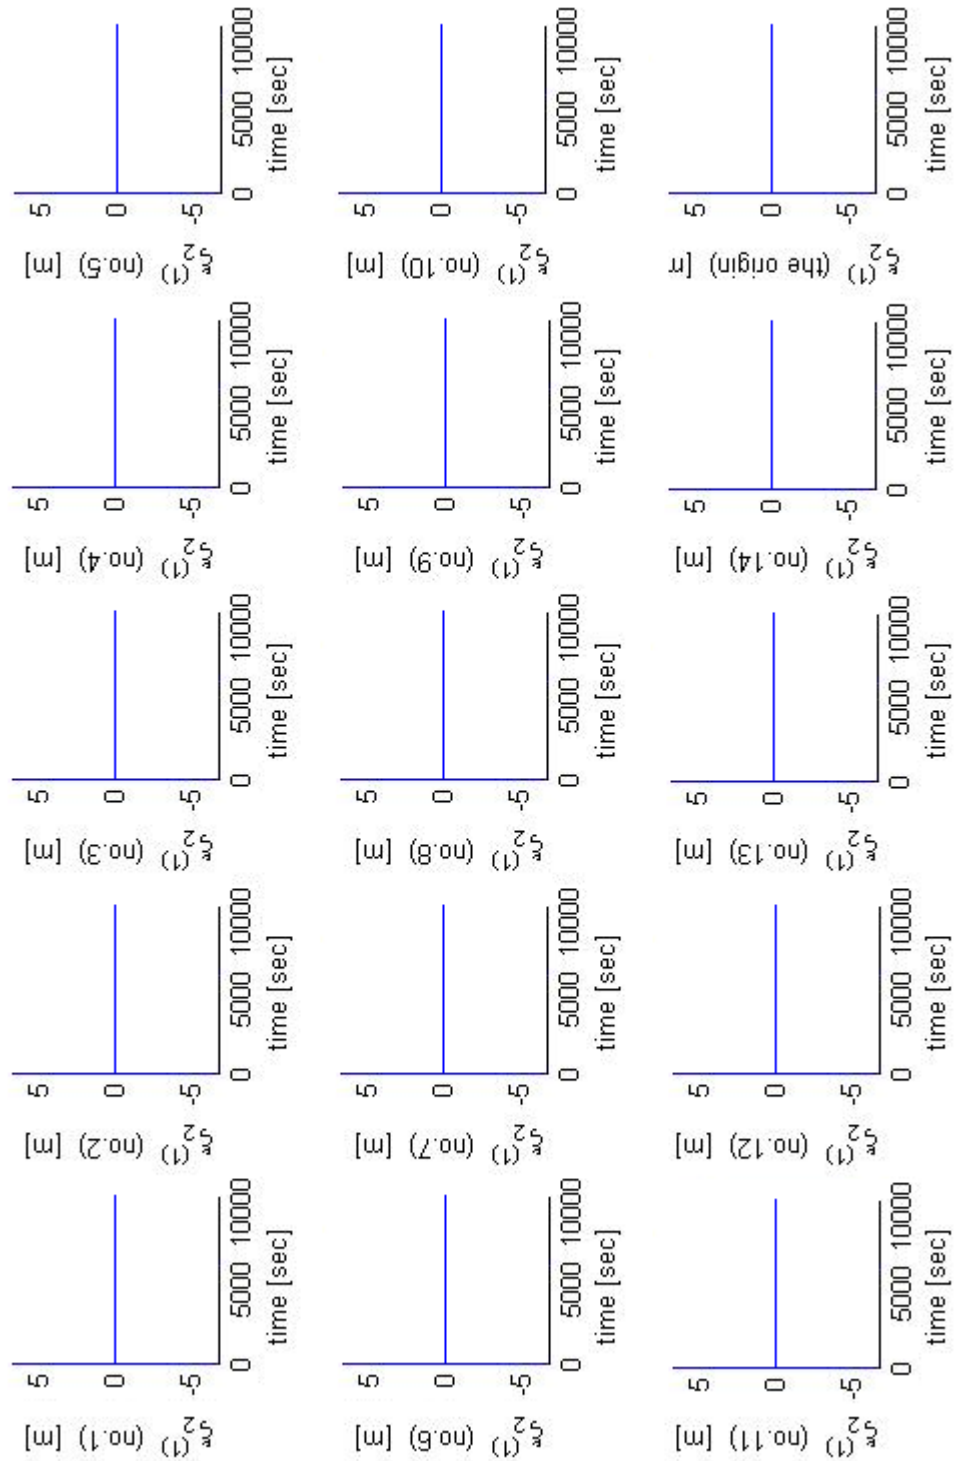 ξ₂⁽¹⁾ (no.1) [m]
5
0
-5
0 5000 10000
time [sec]
ξ₂⁽¹⁾ (no.2) [m]
5
0
-5
0 5000 10000
time [sec]
ξ₂⁽¹⁾ (no.3) [m]
5
0
-5
0 5000 10000
time [sec]
ξ₂⁽¹⁾ (no.4) [m]
5
0
-5
0 5000 10000
time [sec]
ξ₂⁽¹⁾ (no.5) [m]
5
0
-5
0 5000 10000
time [sec]
ξ₂⁽¹⁾ (no.6) [m]
5
0
-5
0 5000 10000
time [sec]
ξ₂⁽¹⁾ (no.7) [m]
5
0
-5
0 5000 10000
time [sec]
ξ₂⁽¹⁾ (no.8) [m]
5
0
-5
0 5000 10000
time [sec]
ξ₂⁽¹⁾ (no.9) [m]
5
0
-5
0 5000 10000
time [sec]
ξ₂⁽¹⁾ (no.10) [m]
5
0
-5
0 5000 10000
time [sec]
ξ₂⁽¹⁾ (no.11) [m]
5
0
-5
0 5000 10000
time [sec]
ξ₂⁽¹⁾ (no.12) [m]
5
0
-5
0 5000 10000
time [sec]
ξ₂⁽¹⁾ (no.13) [m]
5
0
-5
0 5000 10000
time [sec]
ξ₂⁽¹⁾ (no.14) [m]
5
0
-5
0 5000 10000
time [sec]
ξ₂⁽¹⁾ (the origin)
5
0
-5
0 5000 10000
time [sec]